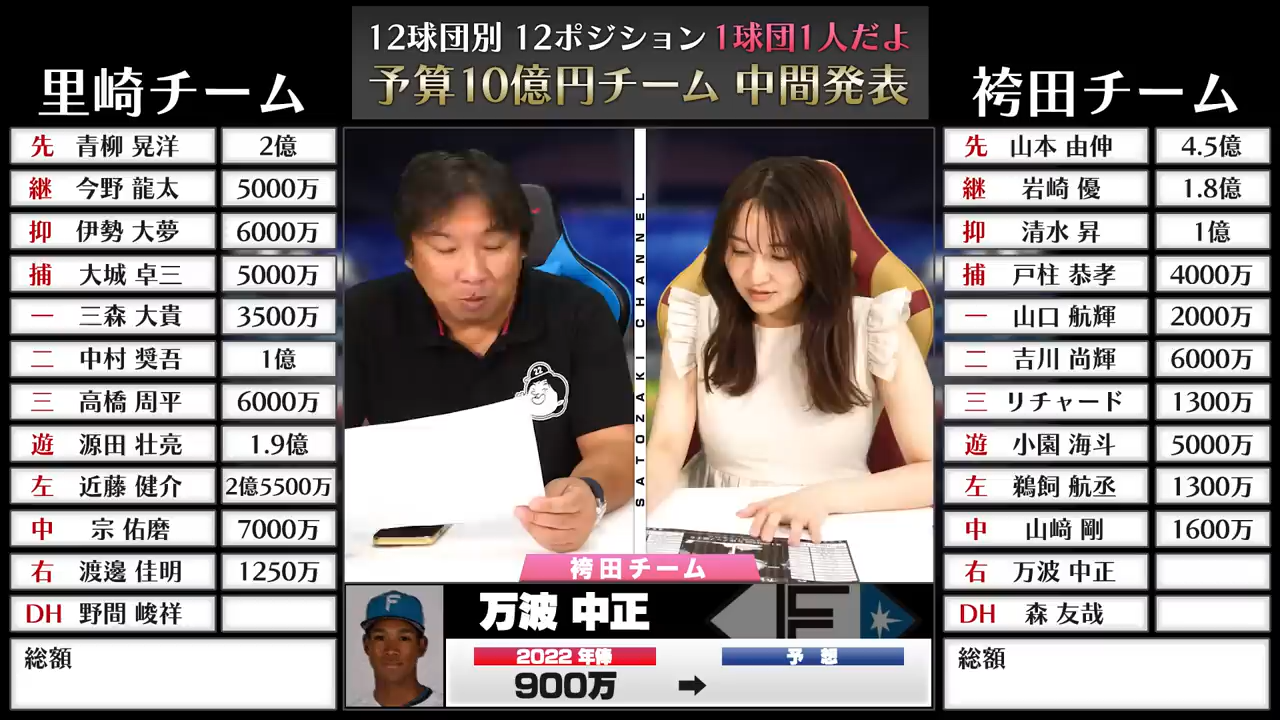 12球団別 12ポジション 1球団1人だよ
予算10億円チーム 中間発表
里崎チーム
先 青柳 晃洋 2億
継 今野 龍太 5000万
抑 伊勢 大夢 6000万
捕 大城 卓三 5000万
一 三森 大貴 3500万
二 中村 奨吾 1億
三 高橋 周平 6000万
遊 源田 壮亮 1.9億
左 近藤 健介 2億5500万
中 宗 佑磨 7000万
右 渡邊 佳明 1250万
DH 野間 峻祥
総額
SATOZAKI CHANNEL
22
袴田チーム
万波 中正
F
2022 年俸
900万 ➡
予想
袴田チーム
先 山本 由伸 4.5億
継 岩崎 優 1.8億
抑 清水 昇 1億
捕 戸柱 恭孝 4000万
一 山口 航輝 2000万
二 吉川 尚輝 6000万
三 リチャード 1300万
遊 小園 海斗 5000万
左 鵜飼 航丞 1300万
中 山﨑 剛 1600万
右 万波 中正
DH 森 友哉
総額